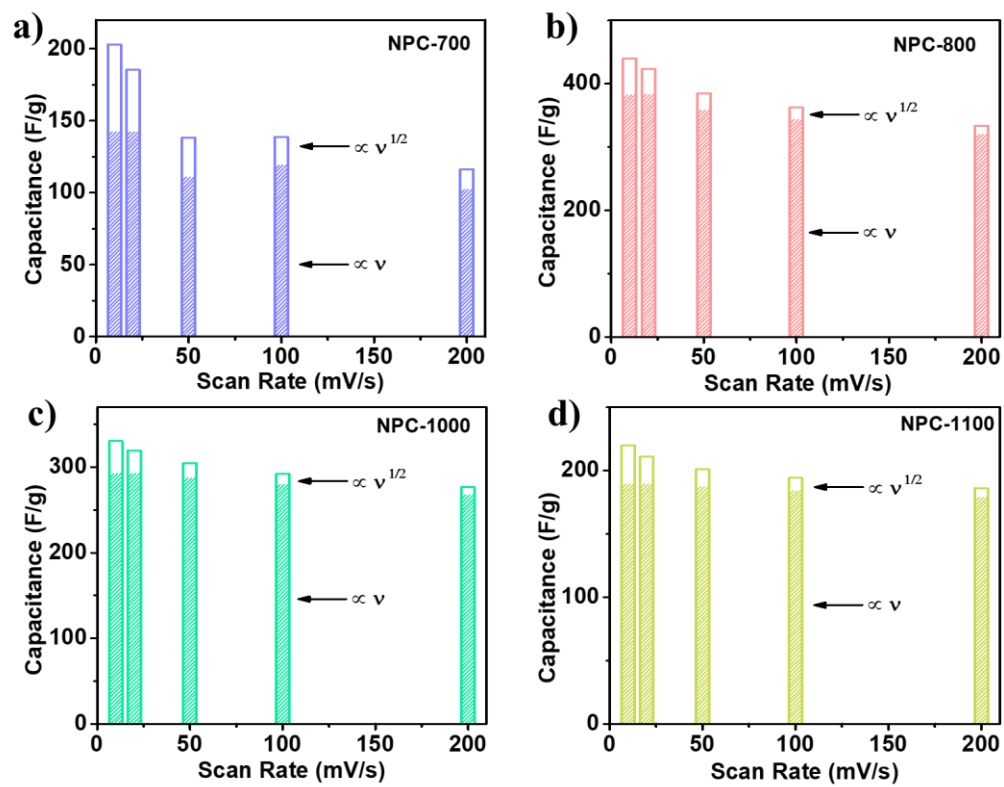 a)
NPC-700
Capacitance (F/g)
200
150
100
50
0
∝ ν 1/2
∝ ν
0 50 100 150 200
Scan Rate (mV/s)
b)
NPC-800
Capacitance (F/g)
400
200
0
∝ ν 1/2
∝ ν
0 50 100 150 200
Scan Rate (mV/s)
c)
NPC-1000
Capacitance (F/g)
300
200
100
0
∝ ν 1/2
∝ ν
0 50 100 150 200
Scan Rate (mV/s)
d)
NPC-1100
Capacitance (F/g)
200
100
0
∝ ν 1/2
∝ ν
0 50 100 150 200
Scan Rate (mV/s)